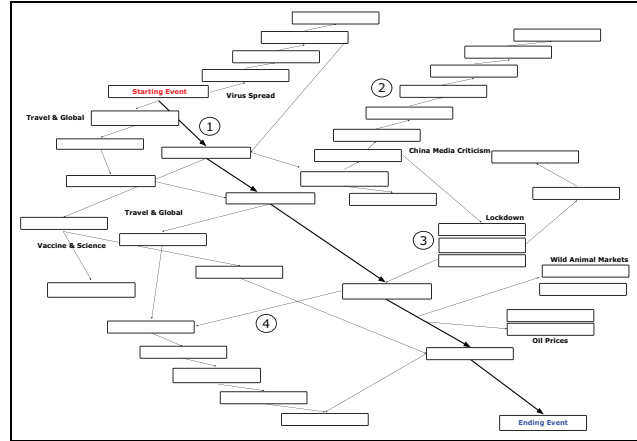 Starting Event
Virus Spread
Travel & Global
1
2
China Media Criticism
Travel & Global
Lockdown
Vaccine & Science
3
Wild Animal Markets
4
Oil Prices
Ending Event